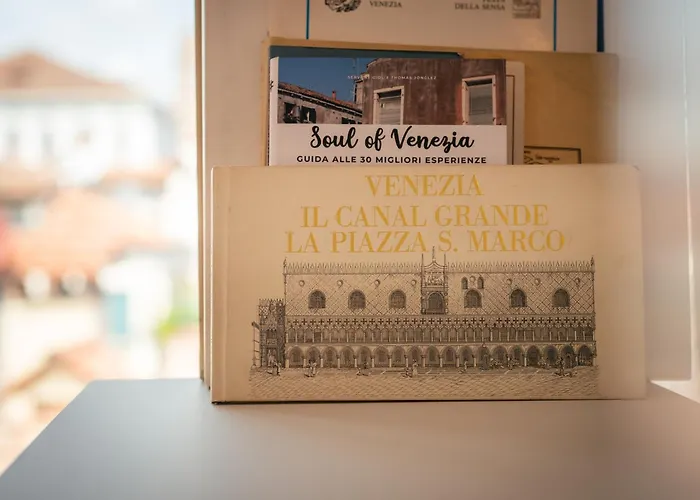 VENEZIA
DELLA SENSA
Soul of Venezia
GUIDA ALLE 30 MIGLIORI ESPERIENZE
VENEZIA
IL CANAL GRANDE
LA PIAZZA S. MARCO